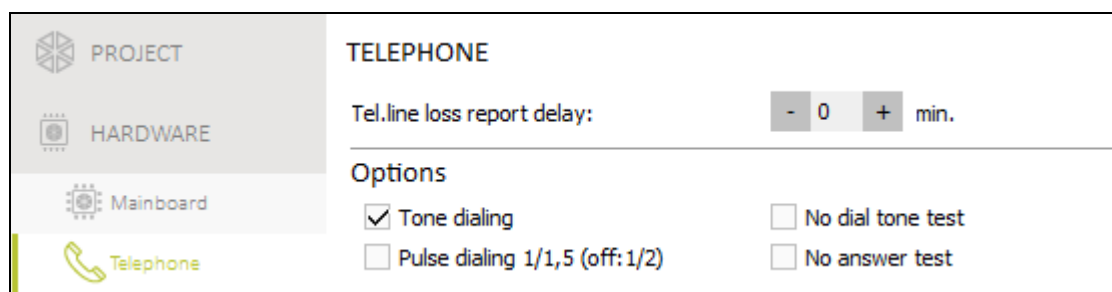 PROJECT
HARDWARE
Mainboard
Telephone
TELEPHONE
Tel.line loss report delay: - 0 + min.
Options
Tone dialing
No dial tone test
Pulse dialing 1/1,5 (off:1/2)
No answer test